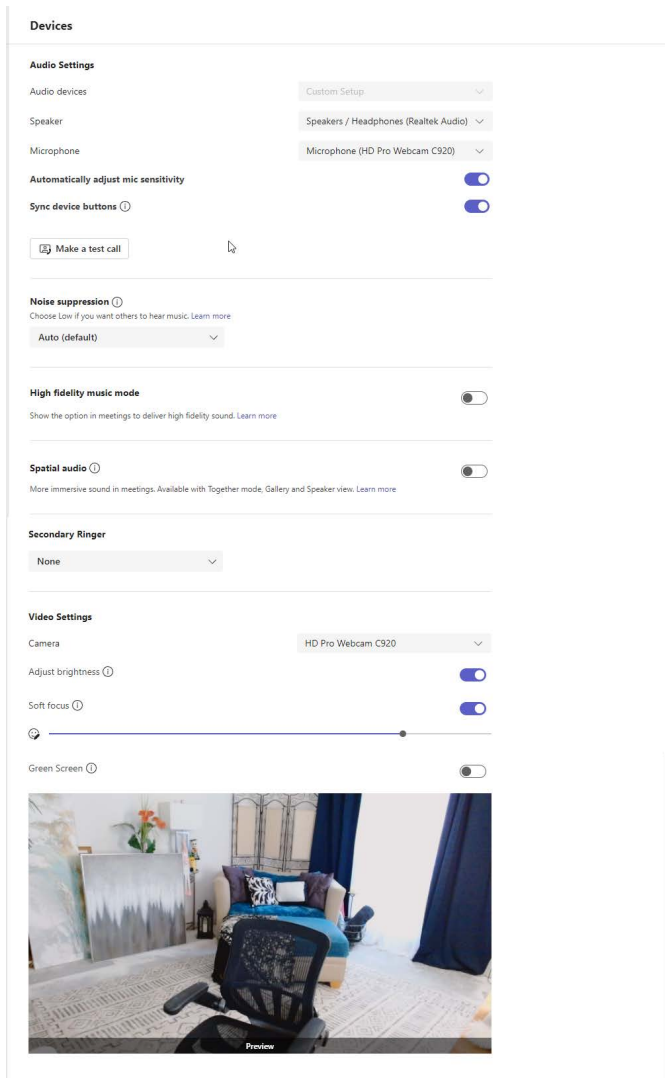 Devices
Audio Settings
Audio devices Custom Setup
Speaker Speakers / Headphones (Realtek Audio)
Microphone Microphone (HD Pro Webcam C920)
Automatically adjust mic sensitivity
Sync device buttons
Make a test call
Noise suppression
Choose Low if you want others to hear music. Learn more
Auto (default)
High fidelity music mode
Show the option in meetings to deliver high fidelity sound. Learn more
Spatial audio
More immersive sound in meetings. Available with Together mode, Gallery and Speaker view. Learn more
Secondary Ringer
None
Video Settings
Camera HD Pro Webcam C920
Adjust brightness
Soft focus
Green Screen
Preview